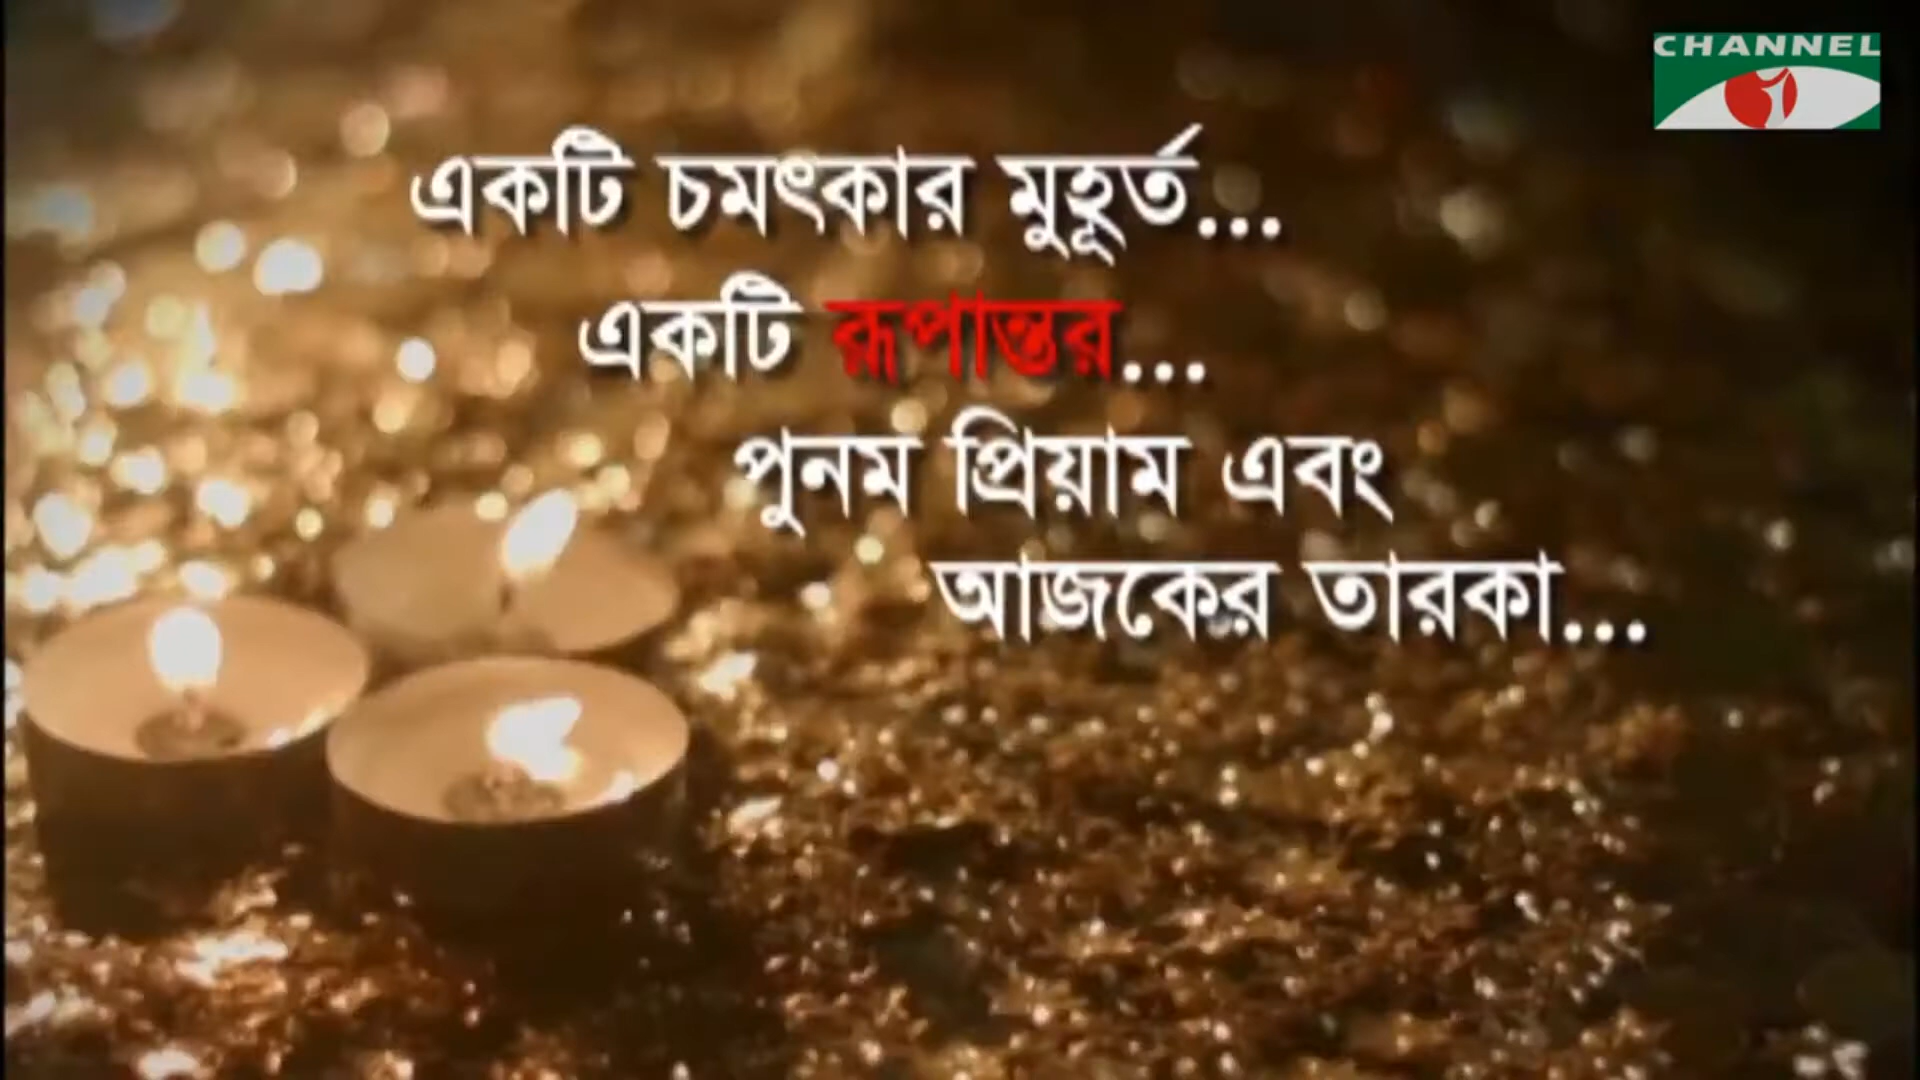 CHANNEL
একটি চমৎকার মুহূর্ত...
একটি রূপান্তর...
পুনম প্রিয়াম এবং
আজকের তারকা...